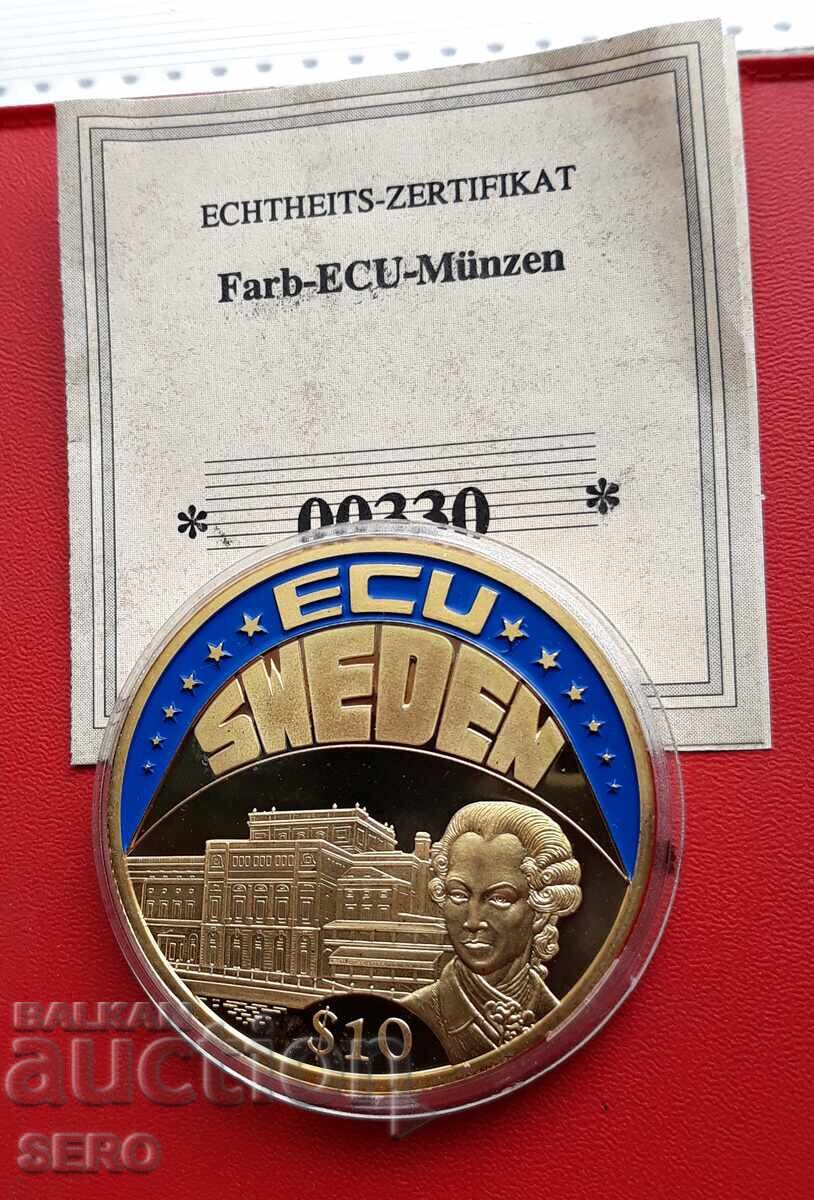 ECHTHEITS-ZERTIFIKAT
Farb-ECU-Münzen
* 00330 *
ECU
SWEDEN
$10
BALKAN
auction
SERO